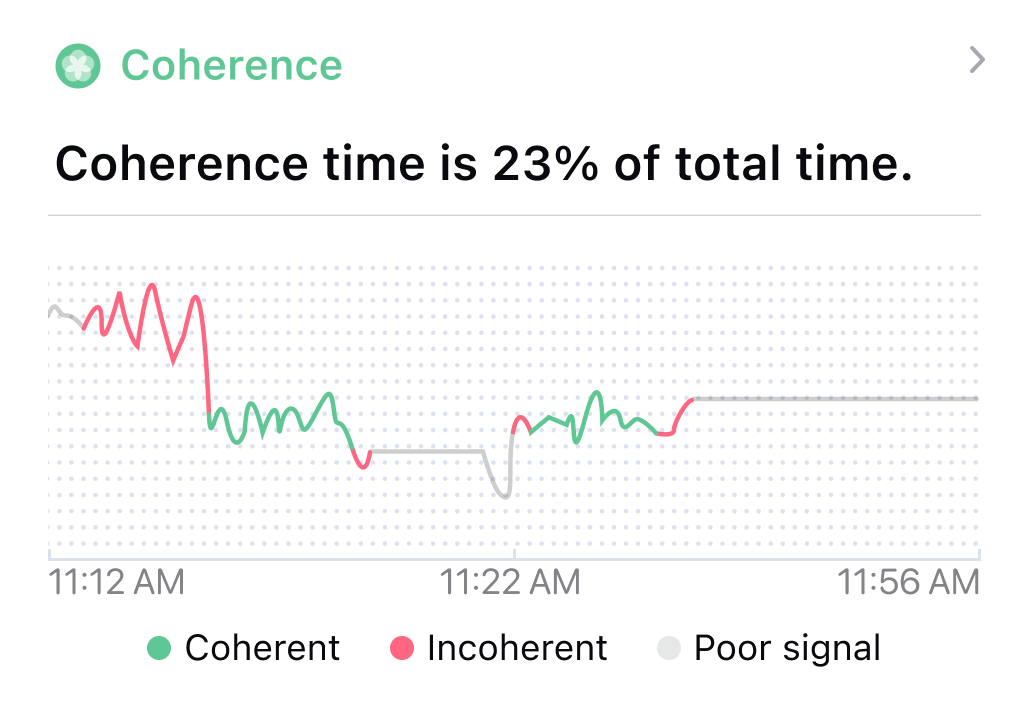 Coherence
Coherence time is 23% of total time.
11:12 AM 11:22 AM 11:56 AM
Coherent Incoherent Poor signal